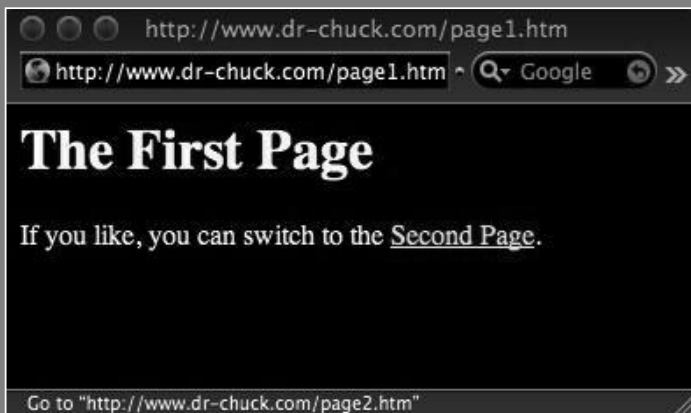 http://www.dr-chuck.com/page1.htm
http://www.dr-chuck.com/page1.htm Google
The First Page
If you like, you can switch to the Second Page.
Go to "http://www.dr-chuck.com/page2.htm"